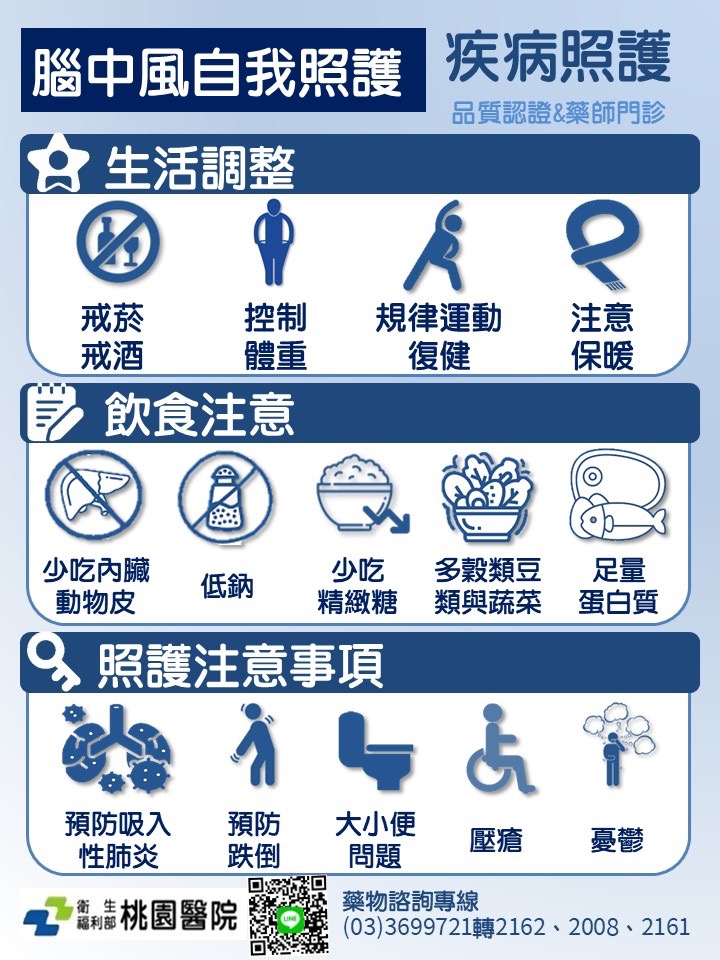 腦中風自我照護
疾病照護
品質認證&藥師門診
生活調整
戒菸
戒酒
控制
體重
規律運動
復健
注意
保暖
飲食注意
少吃內臟
動物皮
低鈉
少吃
精緻糖
多穀類豆
類與蔬菜
足量
蛋白質
照護注意事項
預防吸入
性肺炎
預防
跌倒
大小便
問題
壓瘡
憂鬱
衛生
福利部
桃園醫院
LINE
藥物諮詢專線
(03)3699721轉2162、2008、2161